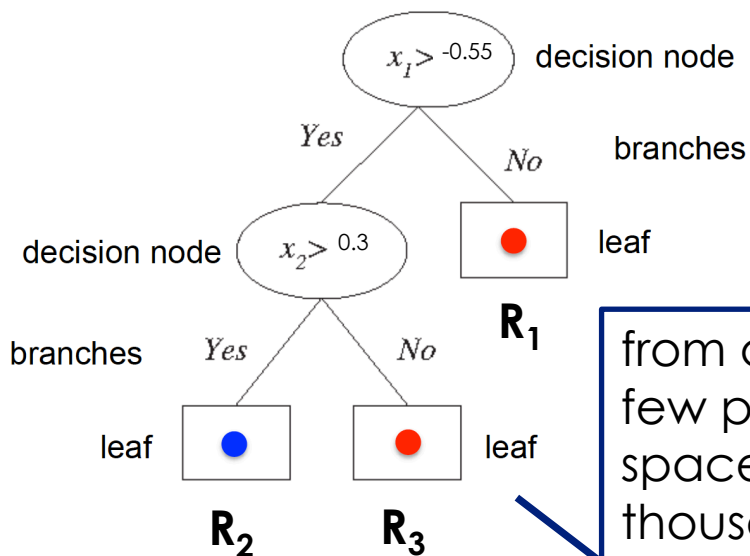 x₁> -0.55 decision node
Yes
No
branches
decision node x₂> 0.3
leaf
R₁
branches Yes No
leaf
leaf
R₂ R₃
from
few
space